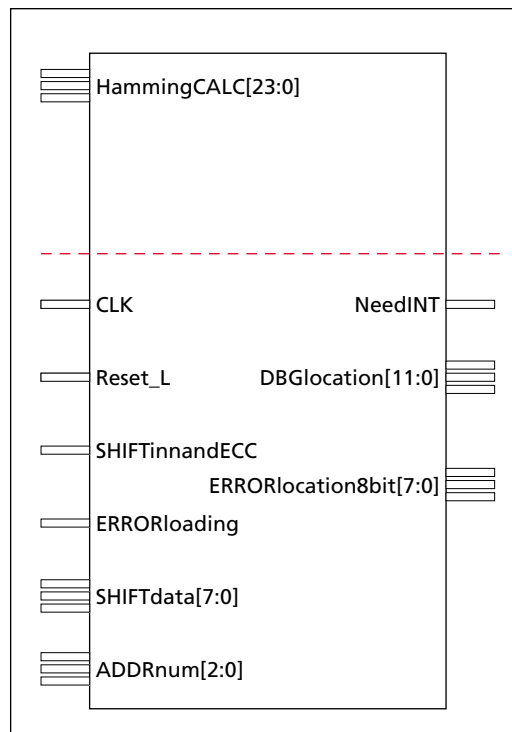 HammingCALC[23:0]
CLK
NeedINT
Reset_L
DBGlocation[11:0]
SHIFTinnandECC
ERRORlocation8bit[7:0]
ERRORloading
SHIFTdata[7:0]
ADDRnum[2:0]